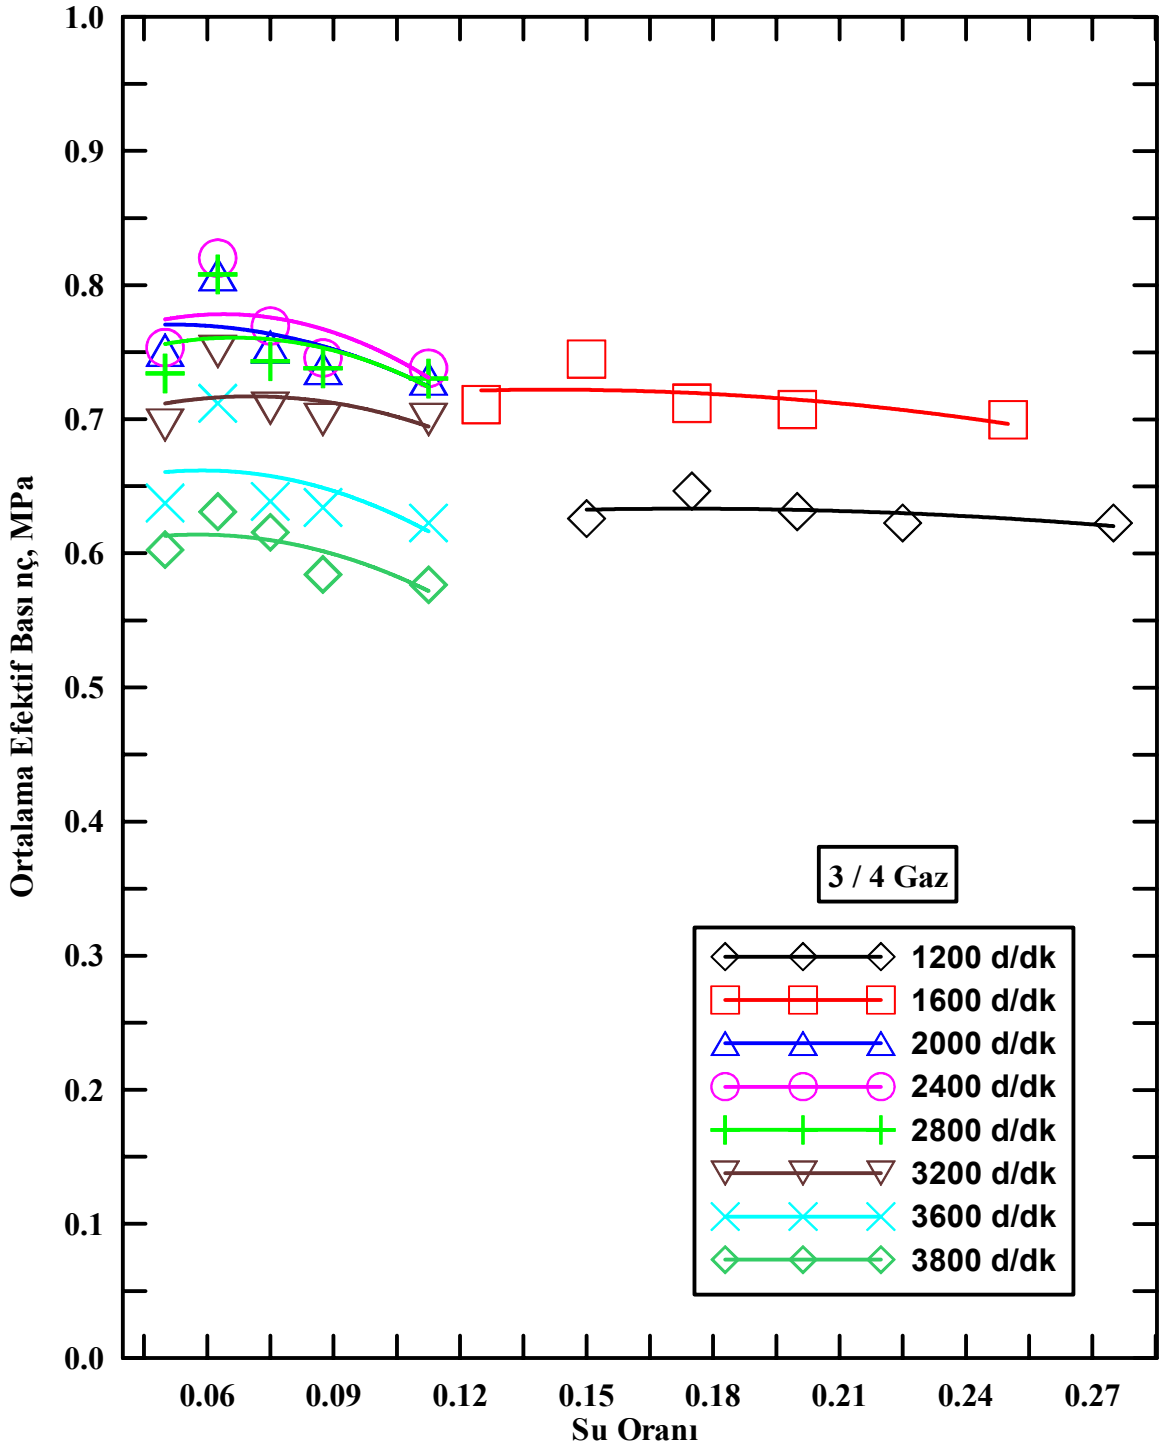 1.0
0.9
0.8
0.7
0.6
0.5
0.4
0.3
0.2
0.1
0.0
Ortalama Efektif Bası nç, MPa
3 / 4 Gaz
1200 d/dk
1600 d/dk
2000 d/dk
2400 d/dk
2800 d/dk
3200 d/dk
3600 d/dk
3800 d/dk
0.06 0.09 0.12 0.15 0.18 0.21 0.24 0.27
Su Oranı